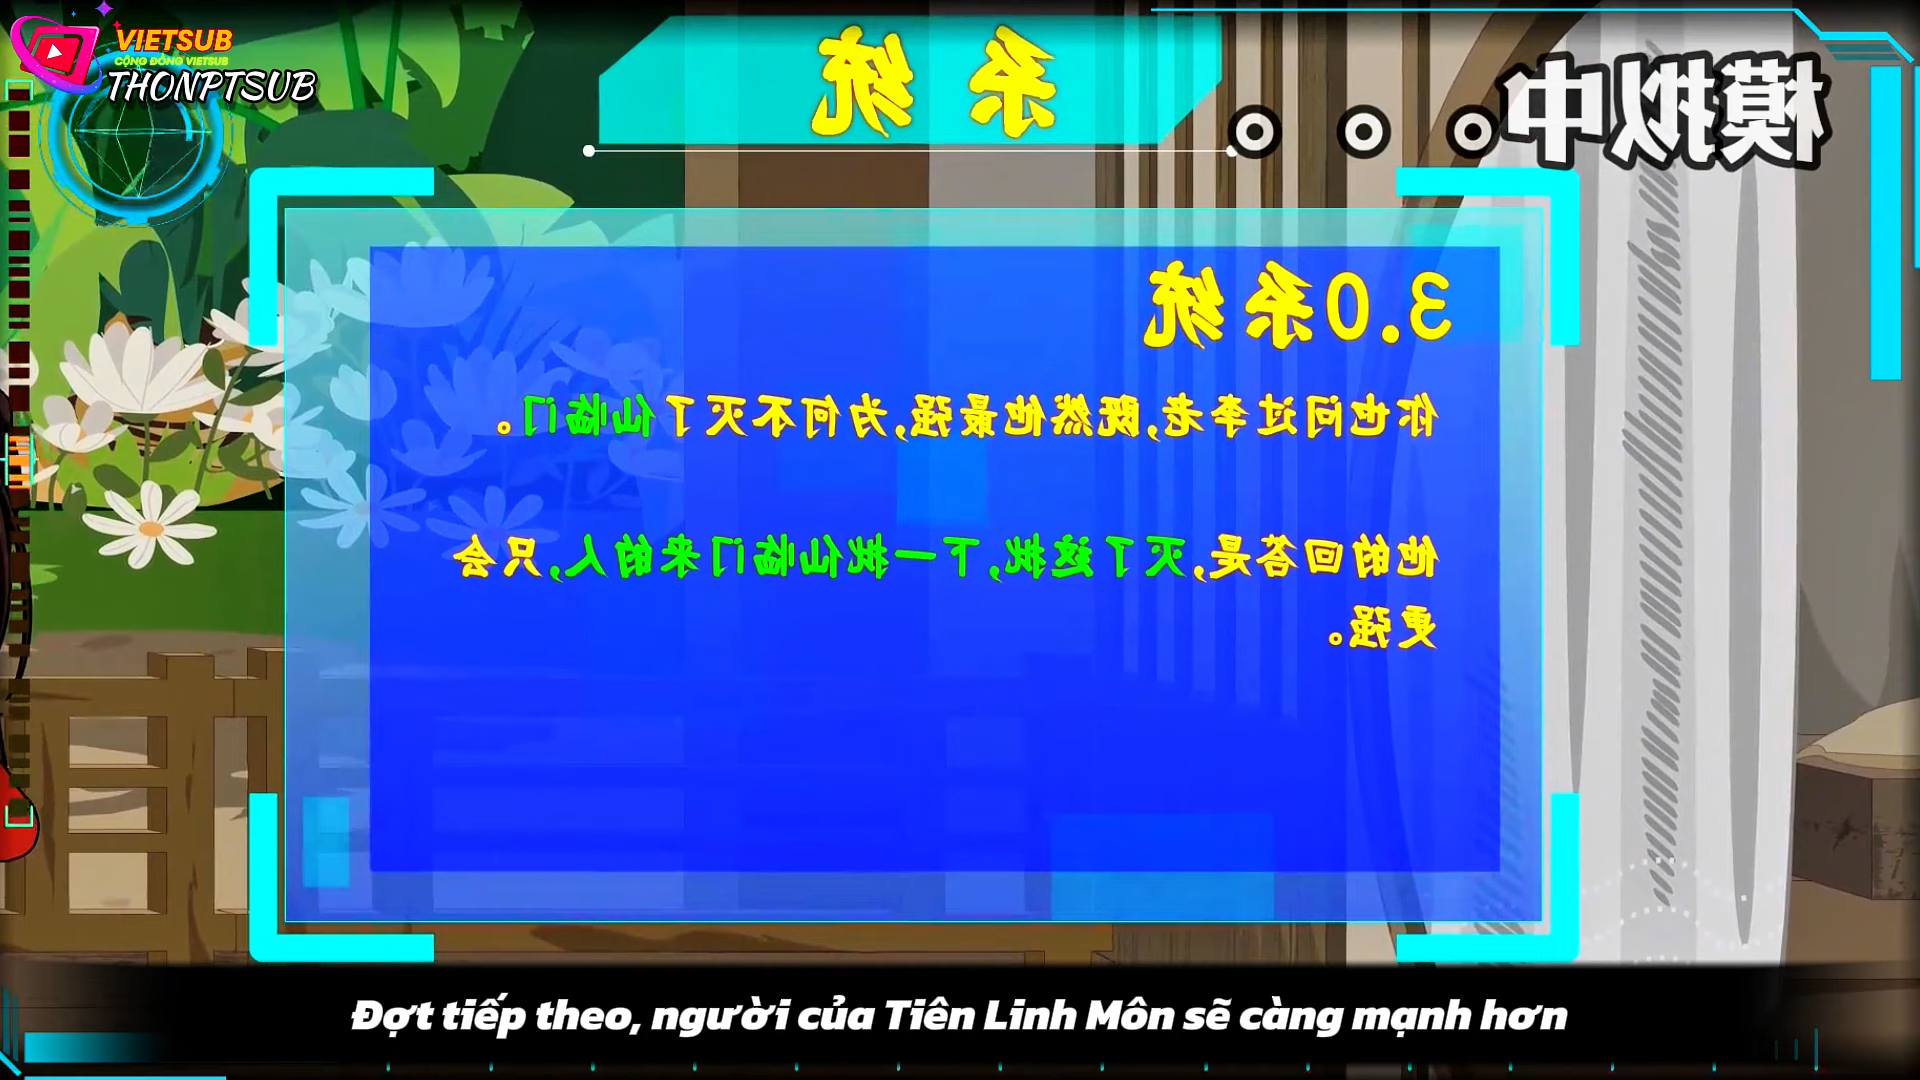 VIETSUB
CỘNG ĐỒNG VIETSUB
THONPTSUB
系统
模拟中
3.0系统
你也问过李老,既然他最强,为何不灭了仙临门。
他的回答是,灭了这批,下一批仙临门来的人,只会
更强。
Đợt tiếp theo, người của Tiên Linh Môn sẽ càng mạnh hơn